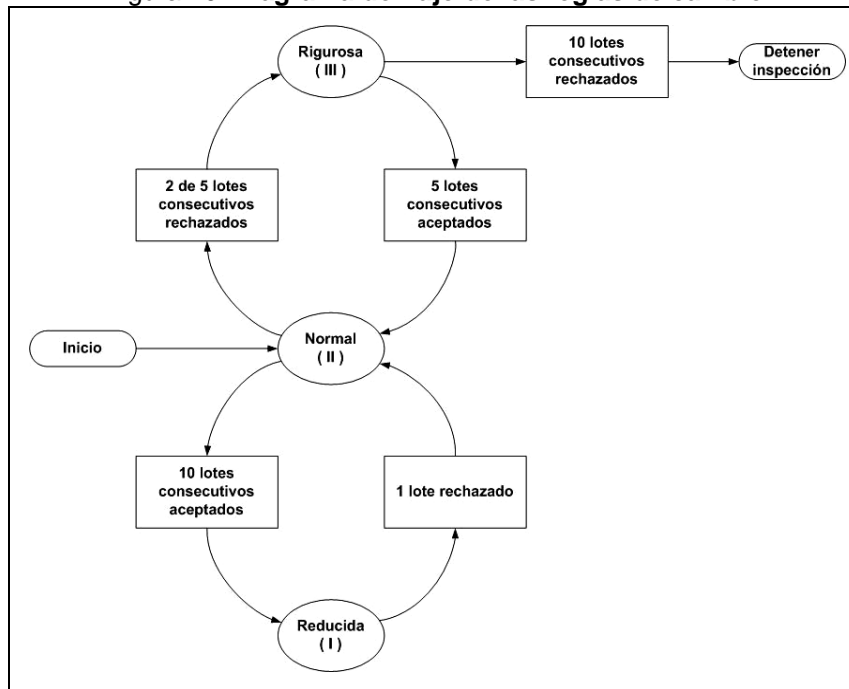 Rigurosa
( III )
10 lotes
consecutivos
rechazados
Detener
inspección
2 de 5 lotes
consecutivos
rechazados
5 lotes
consecutivos
aceptados
Inicio
Normal
( II )
10 lotes
consecutivos
aceptados
1 lote rechazado
Reducida
( I )